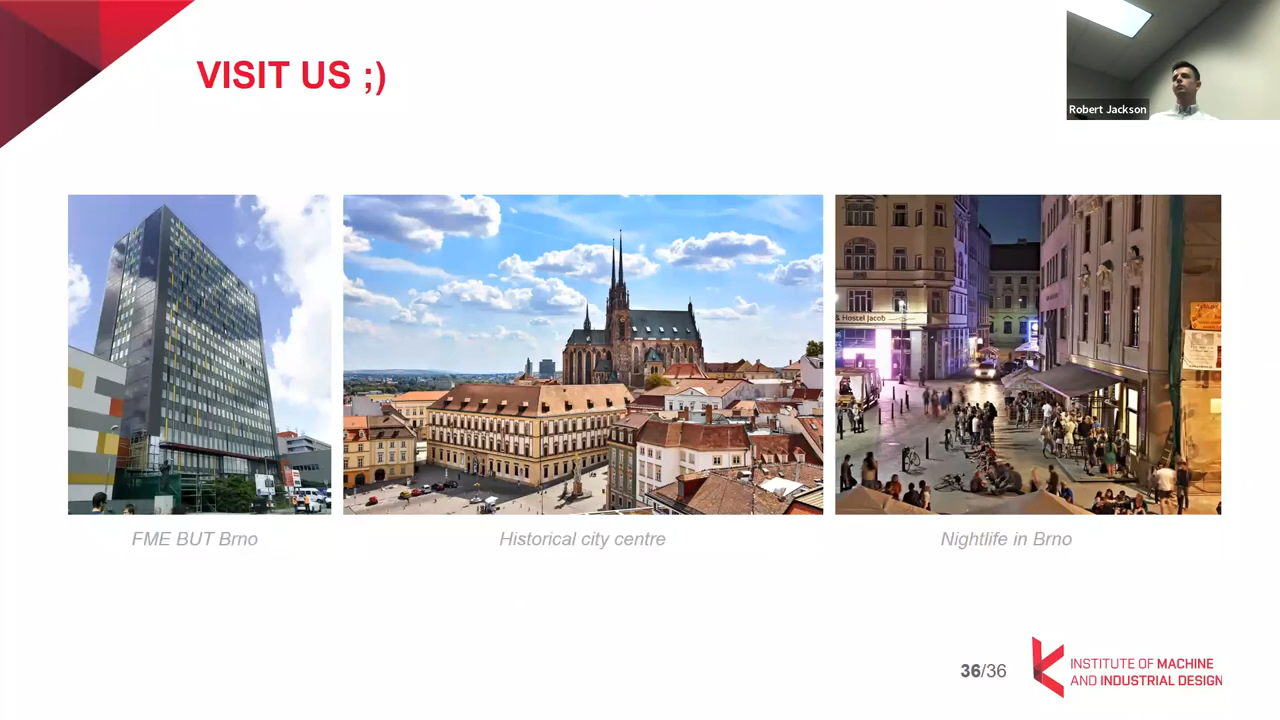 VISIT US ;)
Robert Jackson
& Hostel Jacob
FME BUT Brno
Historical city centre
Nightlife in Brno
36/36
INSTITUTE OF MACHINE
AND INDUSTRIAL DESIGN